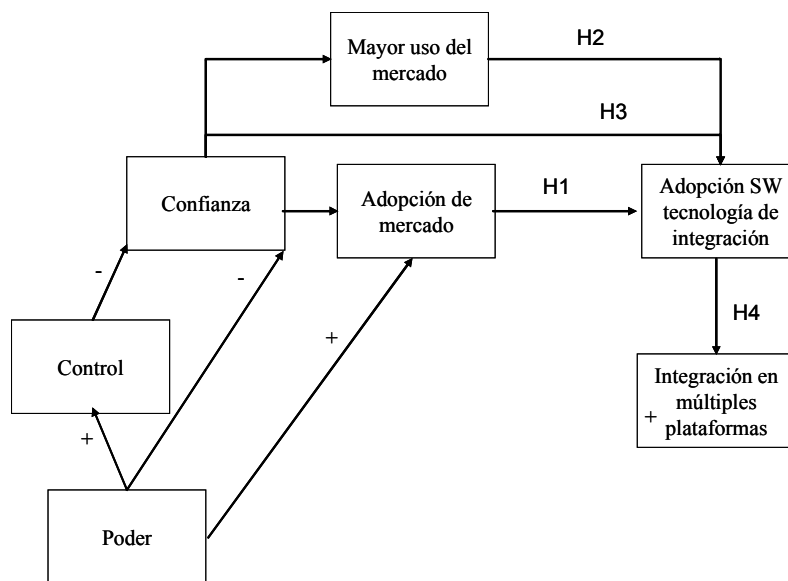 Mayor uso del
mercado
H2
H3
Confianza
Adopción de
mercado
H1
Adopción SW
tecnología de
integración
-
-
+
H4
Control
Integración en
múltiples
+
plataformas
+
Poder